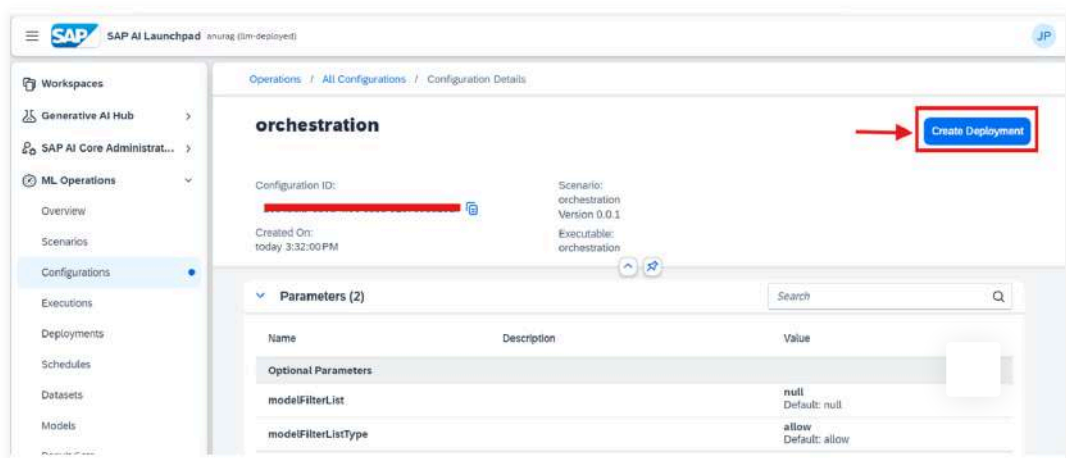 SAP SAP AI Launchpad anurag (llm-deployed) JP
Workspaces
Generative AI Hub
SAP AI Core Administrat...
ML Operations
Overview
Scenarios
Configurations
Executions
Deployments
Schedules
Datasets
Models
Operations / All Configurations / Configuration Details
orchestration
Create Deployment
Configuration ID:
Created On:
today 3:32:00 PM
Scenario:
orchestration
Version 0.0.1
Executable:
orchestration
Parameters (2)
Search
Name Description Value
Optional Parameters
modelFilterList null
Default: null
modelFilterListType allow
Default: allow